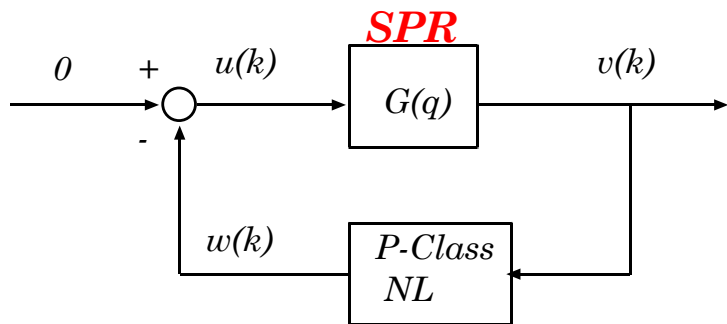 SPR
0
+
u(k)
v(k)
G(q)
-
w(k)
P-Class
NL